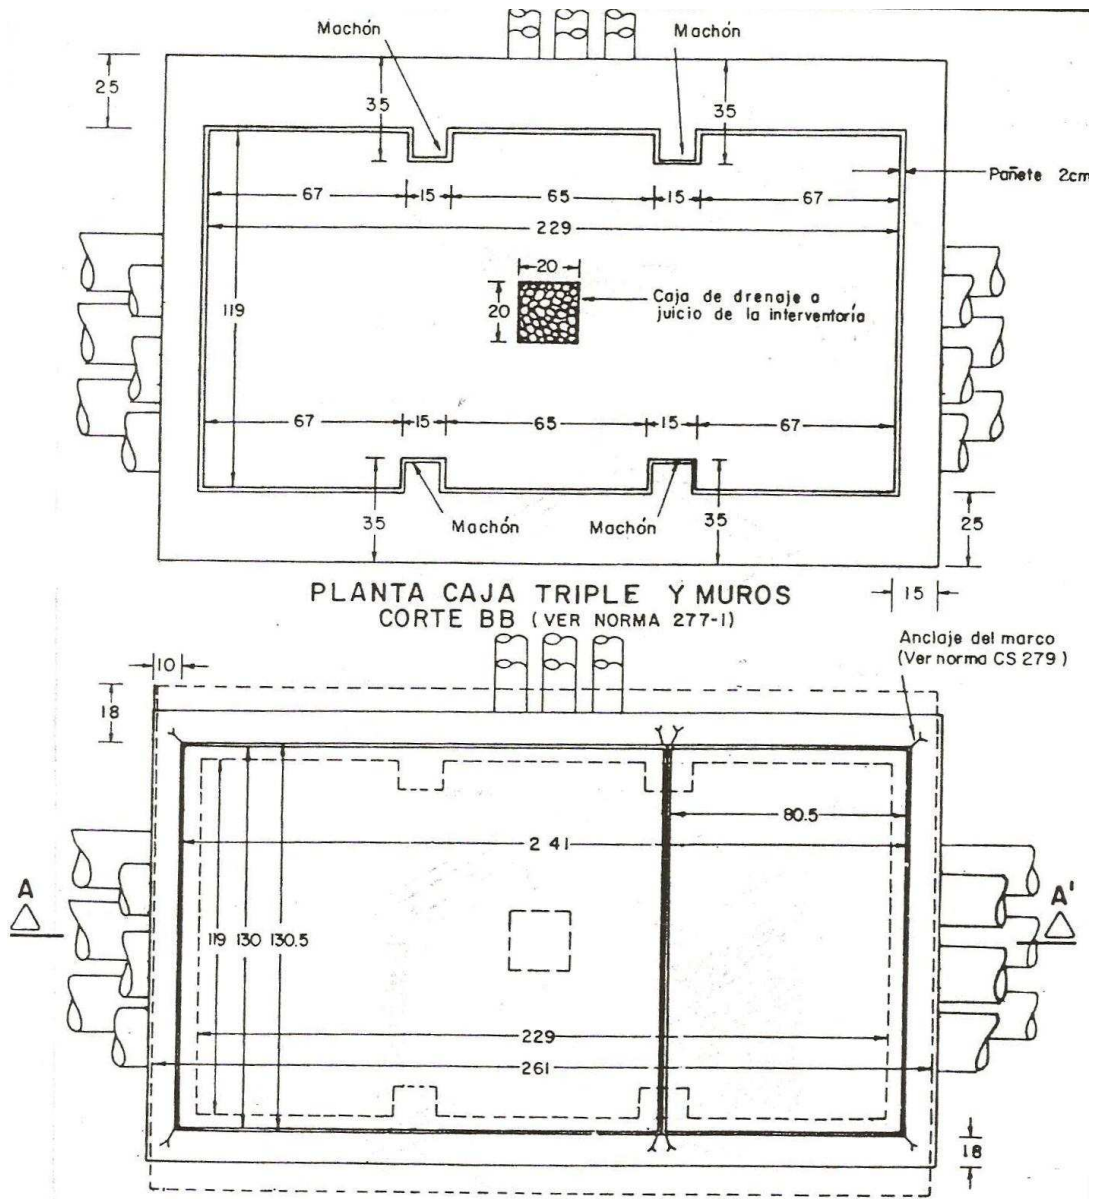 Machón
Machón
25
35
35
Pañete 2cm
67
15
65
15
67
229
20
20
Caja de drenaje a
juicio de la interventoría
119
67
15
65
15
67
35
Machón
Machón
35
25
PLANTA CAJA TRIPLE Y MUROS
CORTE BB (VER NORMA 277-1)
15
10
Anclaje del marco
(Ver norma CS 279)
18
80.5
2 41
A
A'
119
130
130.5
229
261
18